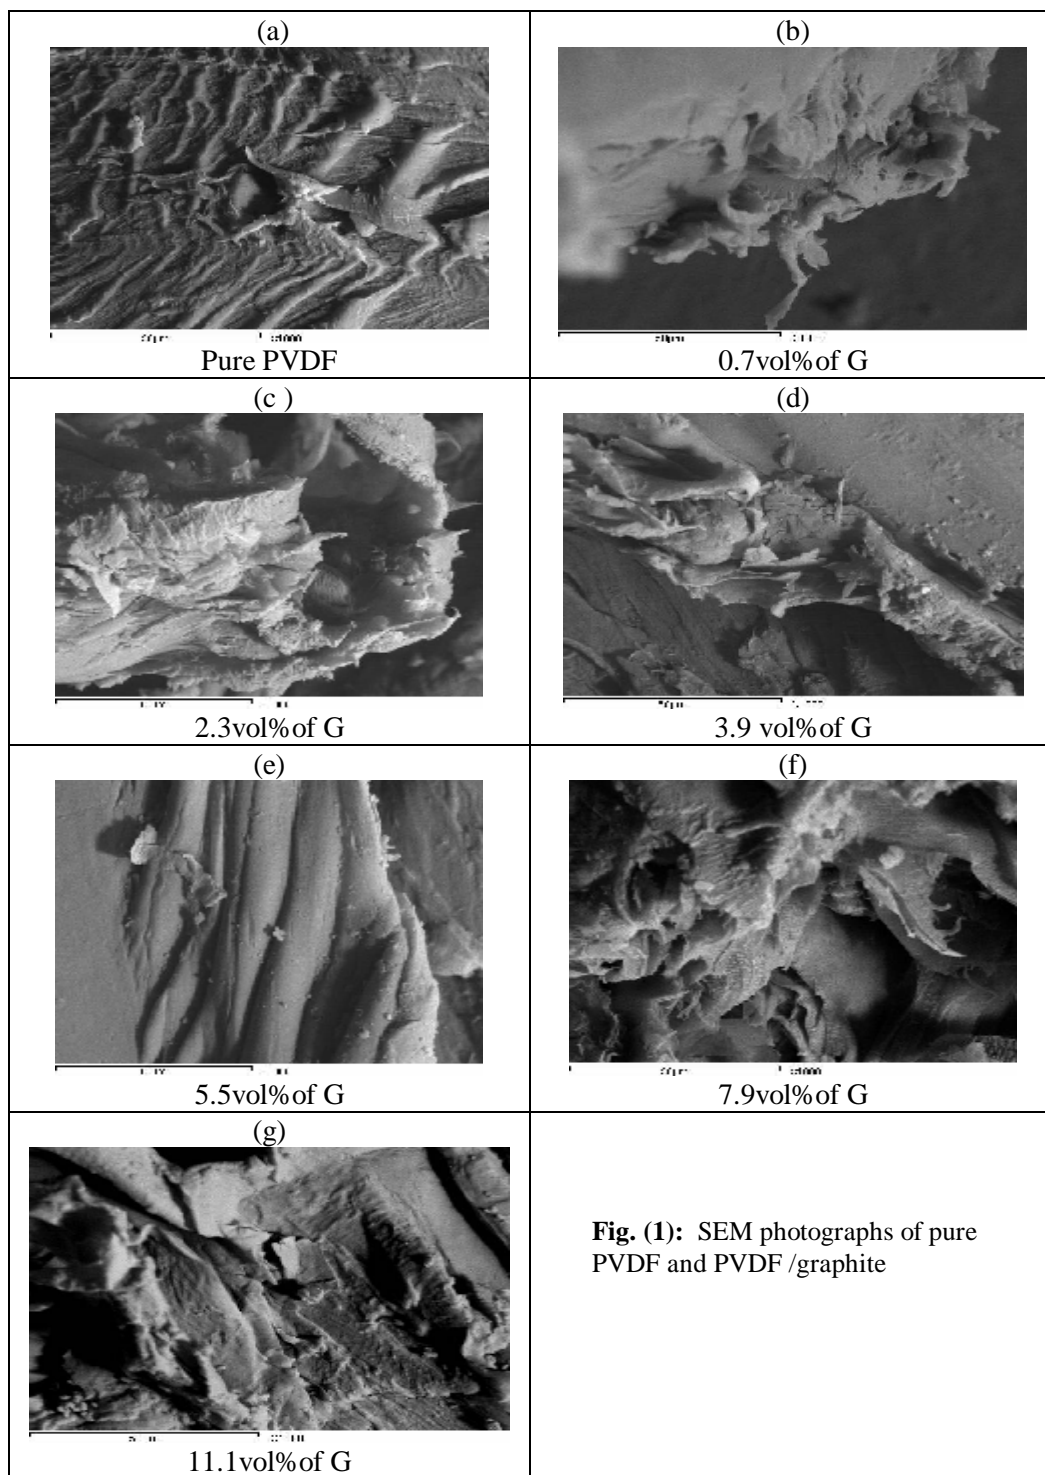 (a)
(b)
Pure PVDF
0.7vol%of G
(c )
(d)
2.3vol%of G
3.9 vol%of G
(e)
(f)
5.5vol%of G
7.9vol%of G
(g)
Fig. (1): SEM photographs of pure
PVDF and PVDF /graphite
11.1vol%of G